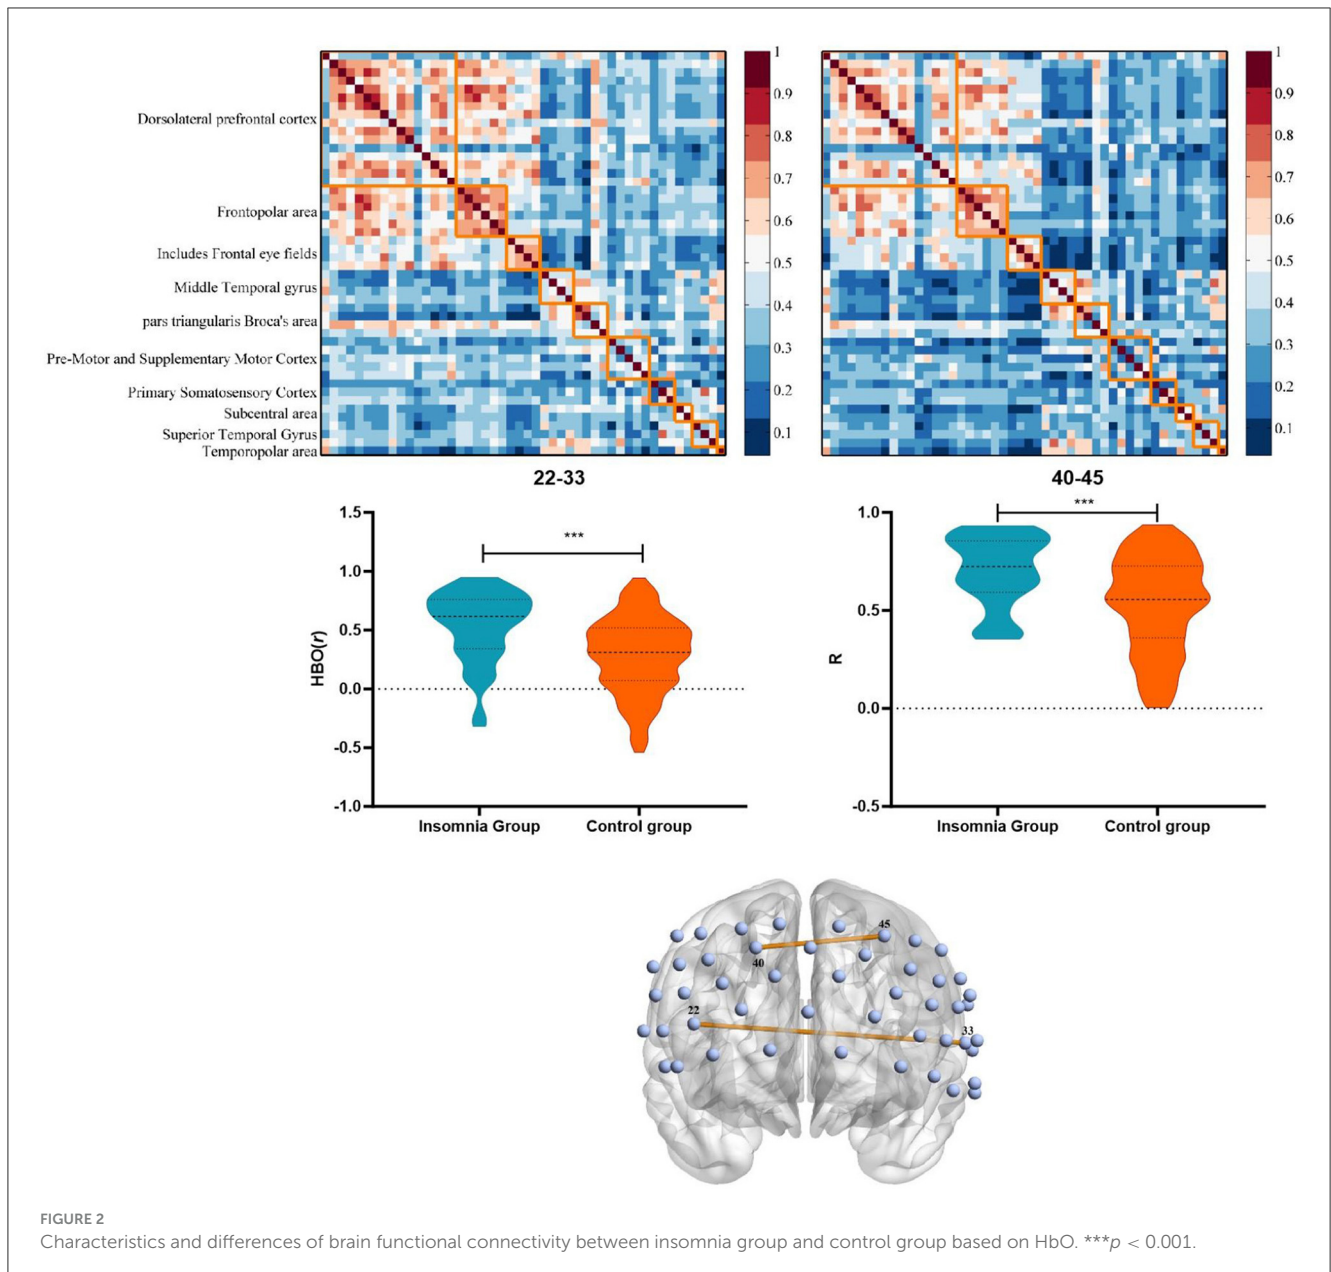 Dorsolateral prefrontal cortex
Frontopolar area
Includes Frontal eye fields
Middle Temporal gyrus
pars triangularis Broca's area
Pre-Motor and Supplementary Motor Cortex
Primary Somatosensory Cortex
Subcentral area
Superior Temporal Gyrus
Temporopolar area
1
0.9
0.8
0.7
0.6
0.5
0.4
0.3
0.2
0.1
1
0.9
0.8
0.7
0.6
0.5
0.4
0.3
0.2
0.1
22-33
HBO(r)
1.5
1.0
0.5
0.0
-0.5
-1.0
***
Insomnia Group
Control group
40-45
R
1.0
0.5
0.0
-0.5
***
Insomnia Group
Control group
45
40
22
33
FIGURE 2
Characteristics and differences of brain functional connectivity between insomnia group and control group based on HbO. ***p < 0.001.